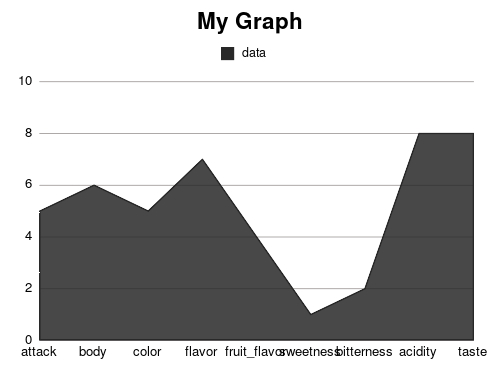 My Graph
data
10
8
6
4
2
0
attack body color flavor fruit_flavor sweetness bitterness acidity taste